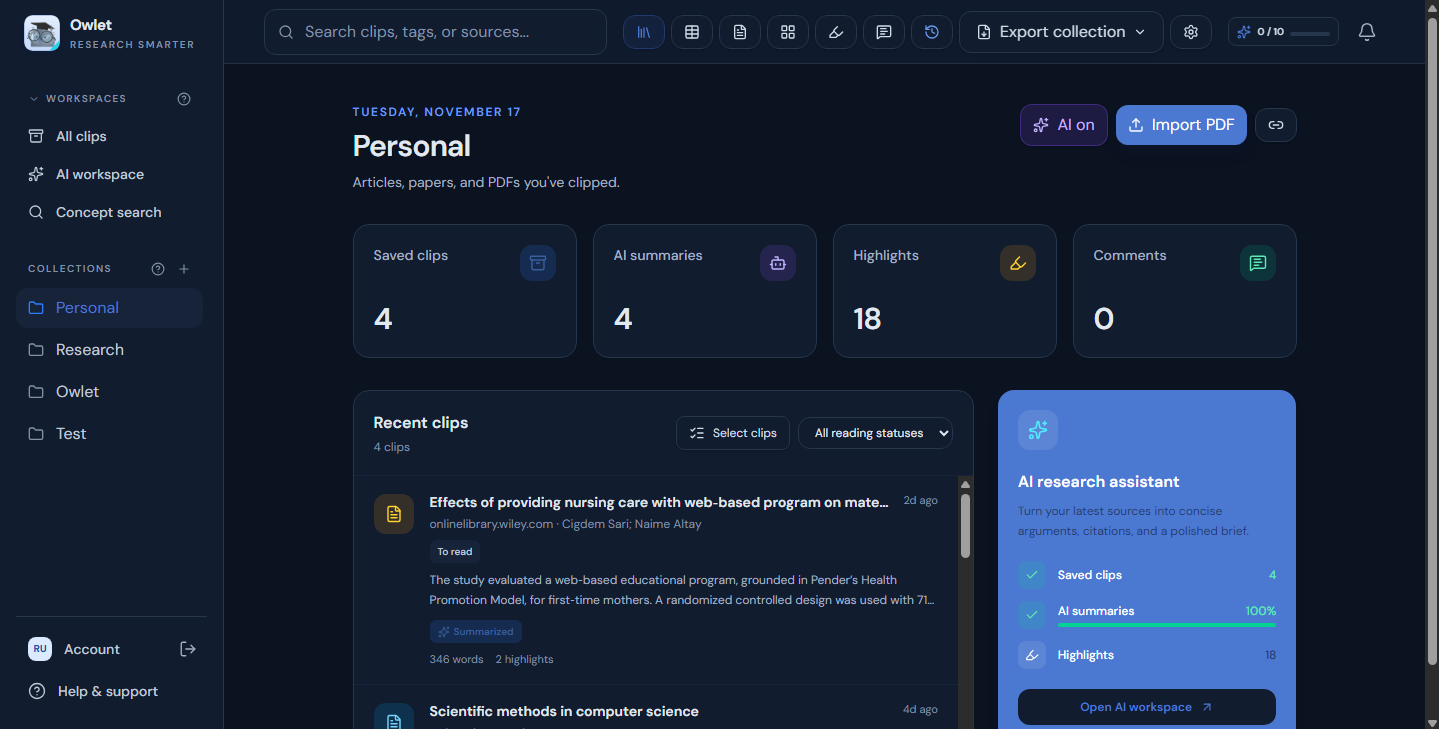 Owlet
RESEARCH SMARTER
Search clips, tags, or sources...
Export collection
0 / 10
WORKSPACES
All clips
AI workspace
Concept search
COLLECTIONS
Personal
Research
Owlet
Test
RU
Account
Help & support
TUESDAY, NOVEMBER 17
Personal
Articles, papers, and PDFs you've clipped.
AI on
Import PDF
Saved clips
4
AI summaries
4
Highlights
18
Comments
0
Recent clips
4 clips
Select clips
All reading statuses
Effects of providing nursing care with web-based program on mate...
2d ago
onlinelibrary.wiley.com · Cigdem Sari; Naime Altay
To read
The study evaluated a web-based educational program, grounded in Pender's Health
Promotion Model, for first-time mothers. A randomized controlled design was used with 71...
Summarized
346 words 2 highlights
Scientific methods in computer science
4d ago
AI research assistant
Turn your latest sources into concise
arguments, citations, and a polished brief.
Saved clips 4
AI summaries 100%
Highlights 18
Open AI workspace